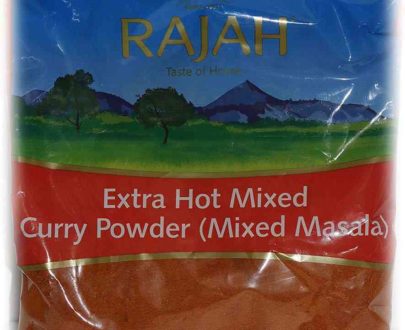 RAJAH
Taste of Home
Extra Hot Mixed
Curry Powder (Mixed Masala)